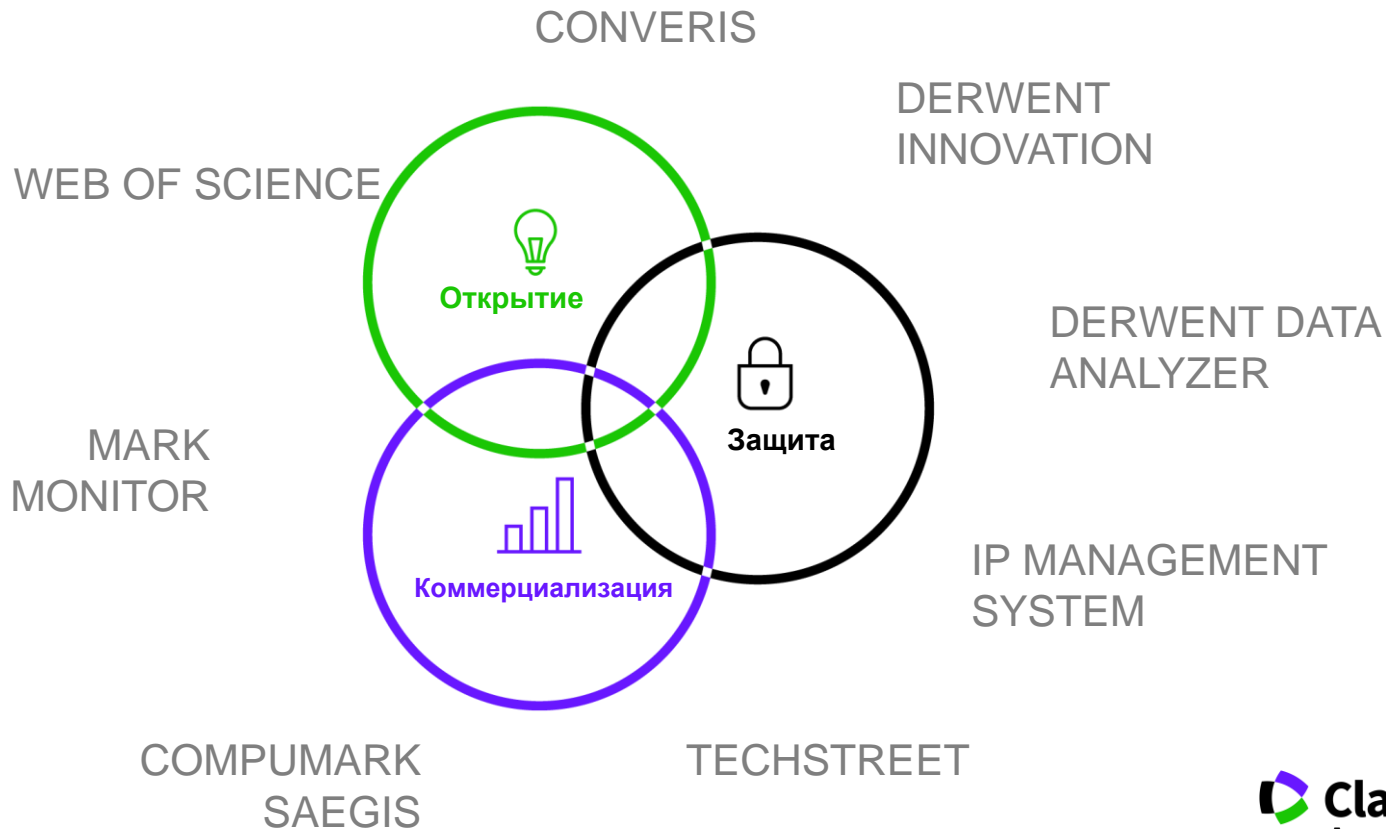 CONVERIS
DERWENT
INNOVATION
WEB OF SCIENCE
Открытие
DERWENT DATA
ANALYZER
Защита
MARK
MONITOR
IP MANAGEMENT
SYSTEM
Коммерциализация
COMPUMARK
SAEGIS
TECHSTREET
Cla